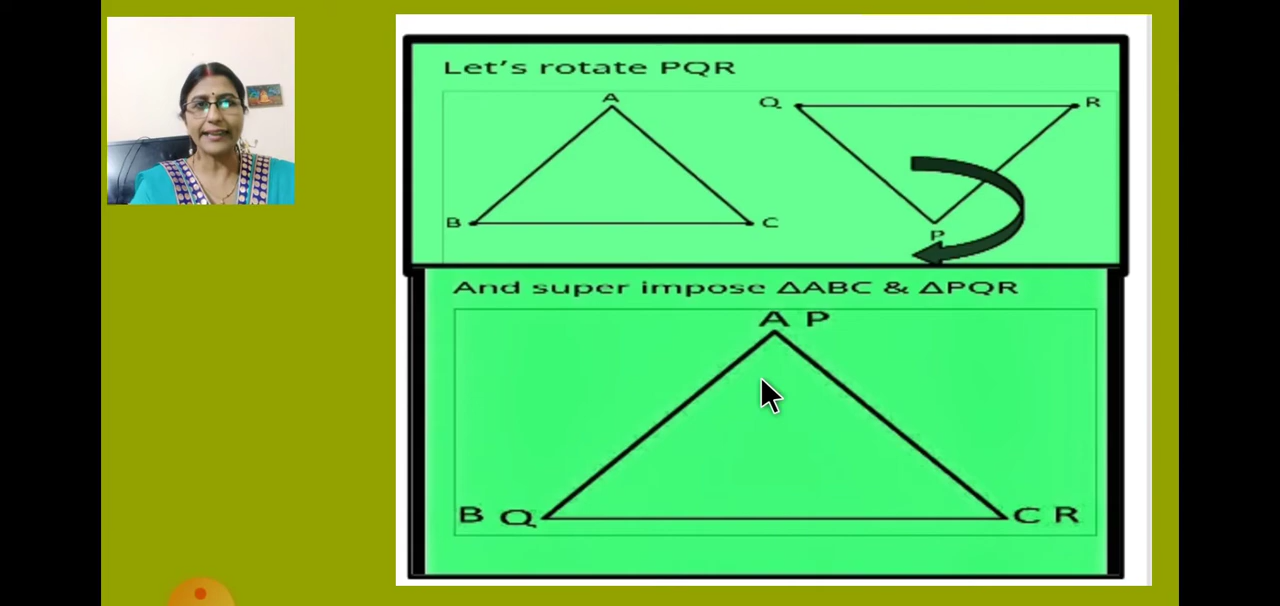 Let's rotate PQR
A
Q
R
B
C
P
And super impose ΔABC & ΔPQR
A P
B Q
C R